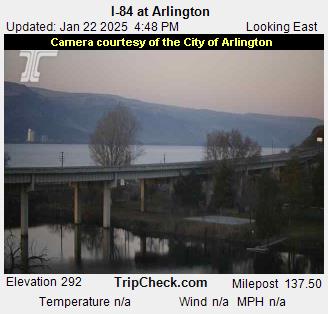 I-84 at Arlington
Updated: Jan 22 2025 4:48 PM Looking East
Camera courtesy of the City of Arlington
Elevation 292 TripCheck.com Milepost 137.50
Temperature n/a Wind n/a MPH n/a